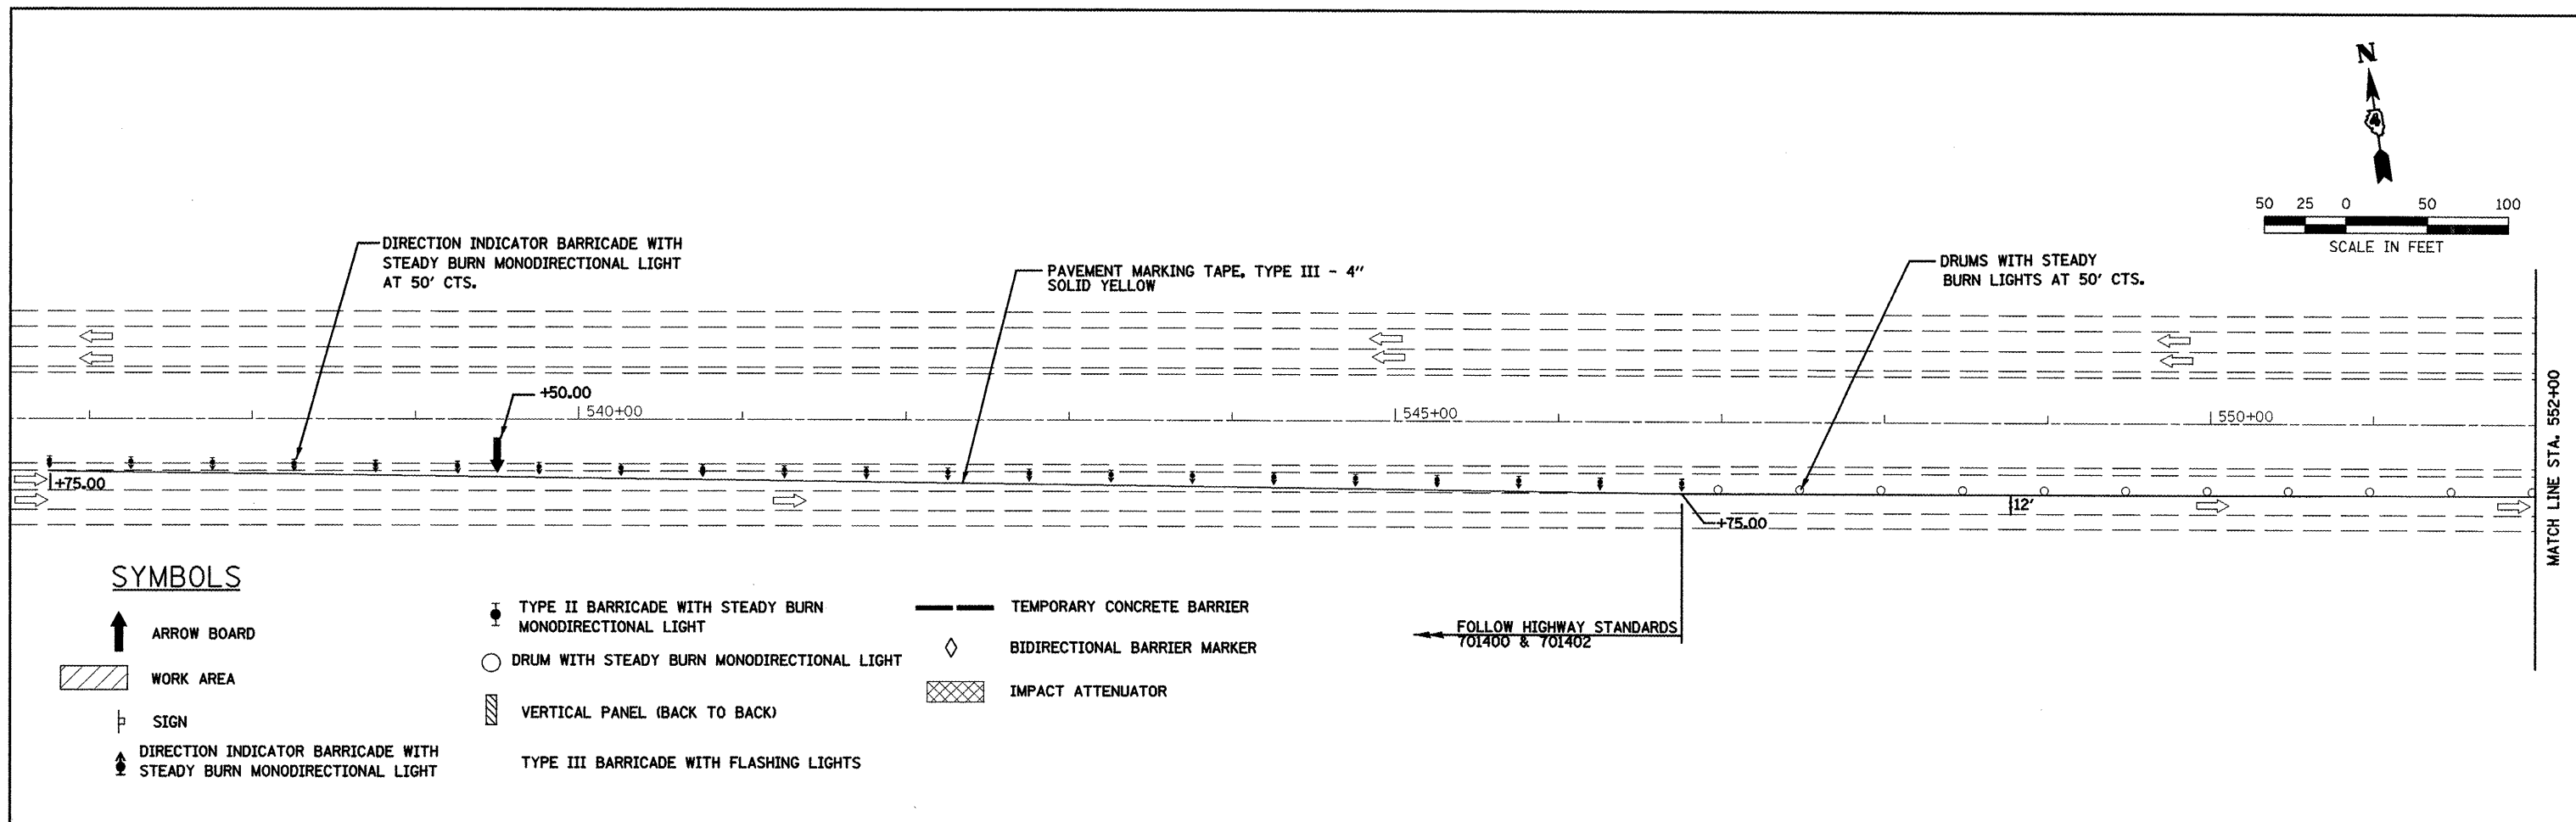 N
4
50 25 0 50 100
SCALE IN FEET
DIRECTION INDICATOR BARRICADE WITH
STEADY BURN MONODIRECTIONAL LIGHT
AT 50' CTS.
PAVEMENT MARKING TAPE, TYPE III - 4"
SOLID YELLOW
DRUMS WITH STEADY
BURN LIGHTS AT 50' CTS.
+50.00
540+00
545+00
550+00
+75.00
+75.00
12'
MATCH LINE STA. 552+00
FOLLOW HIGHWAY STANDARDS
701400 & 701402
SYMBOLS
ARROW BOARD
WORK AREA
SIGN
DIRECTION INDICATOR BARRICADE WITH
STEADY BURN MONODIRECTIONAL LIGHT
TYPE II BARRICADE WITH STEADY BURN
MONODIRECTIONAL LIGHT
DRUM WITH STEADY BURN MONODIRECTIONAL LIGHT
VERTICAL PANEL (BACK TO BACK)
TYPE III BARRICADE WITH FLASHING LIGHTS
TEMPORARY CONCRETE BARRIER
BIDIRECTIONAL BARRIER MARKER
IMPACT ATTENUATOR